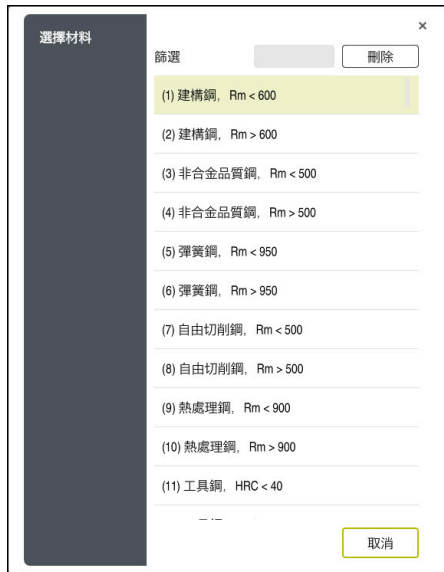 選擇材料
×
篩選
刪除
(1) 建構鋼，Rm < 600
(2) 建構鋼，Rm > 600
(3) 非合金品質鋼，Rm < 500
(4) 非合金品質鋼，Rm > 500
(5) 彈簧鋼，Rm < 950
(6) 彈簧鋼，Rm > 950
(7) 自由切削鋼，Rm < 500
(8) 自由切削鋼，Rm > 500
(9) 熱處理鋼，Rm < 900
(10) 熱處理鋼，Rm > 900
(11) 工具鋼，HRC < 40
取消